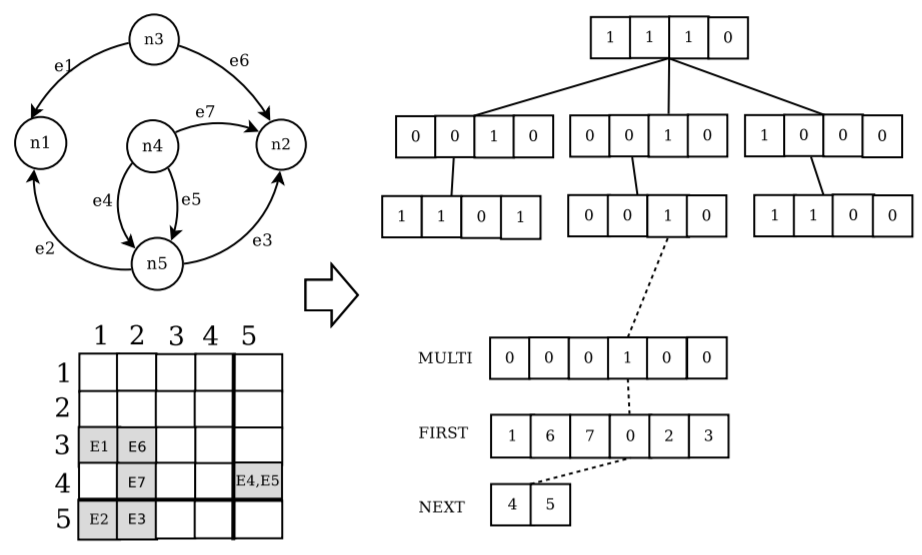 n3
e1
e6
e7
n1
n4
n2
e4
e5
e2
e3
n5
1 2 3 4 5
1
2
3 E1 E6
4 E7 E4,E5
5 E2 E3
1 1 1 0
0 0 1 0 0 0 1 0 1 0 0 0
1 1 0 1 0 0 1 0 1 1 0 0
MULTI 0 0 0 1 0 0
FIRST 1 6 7 0 2 3
NEXT 4 5